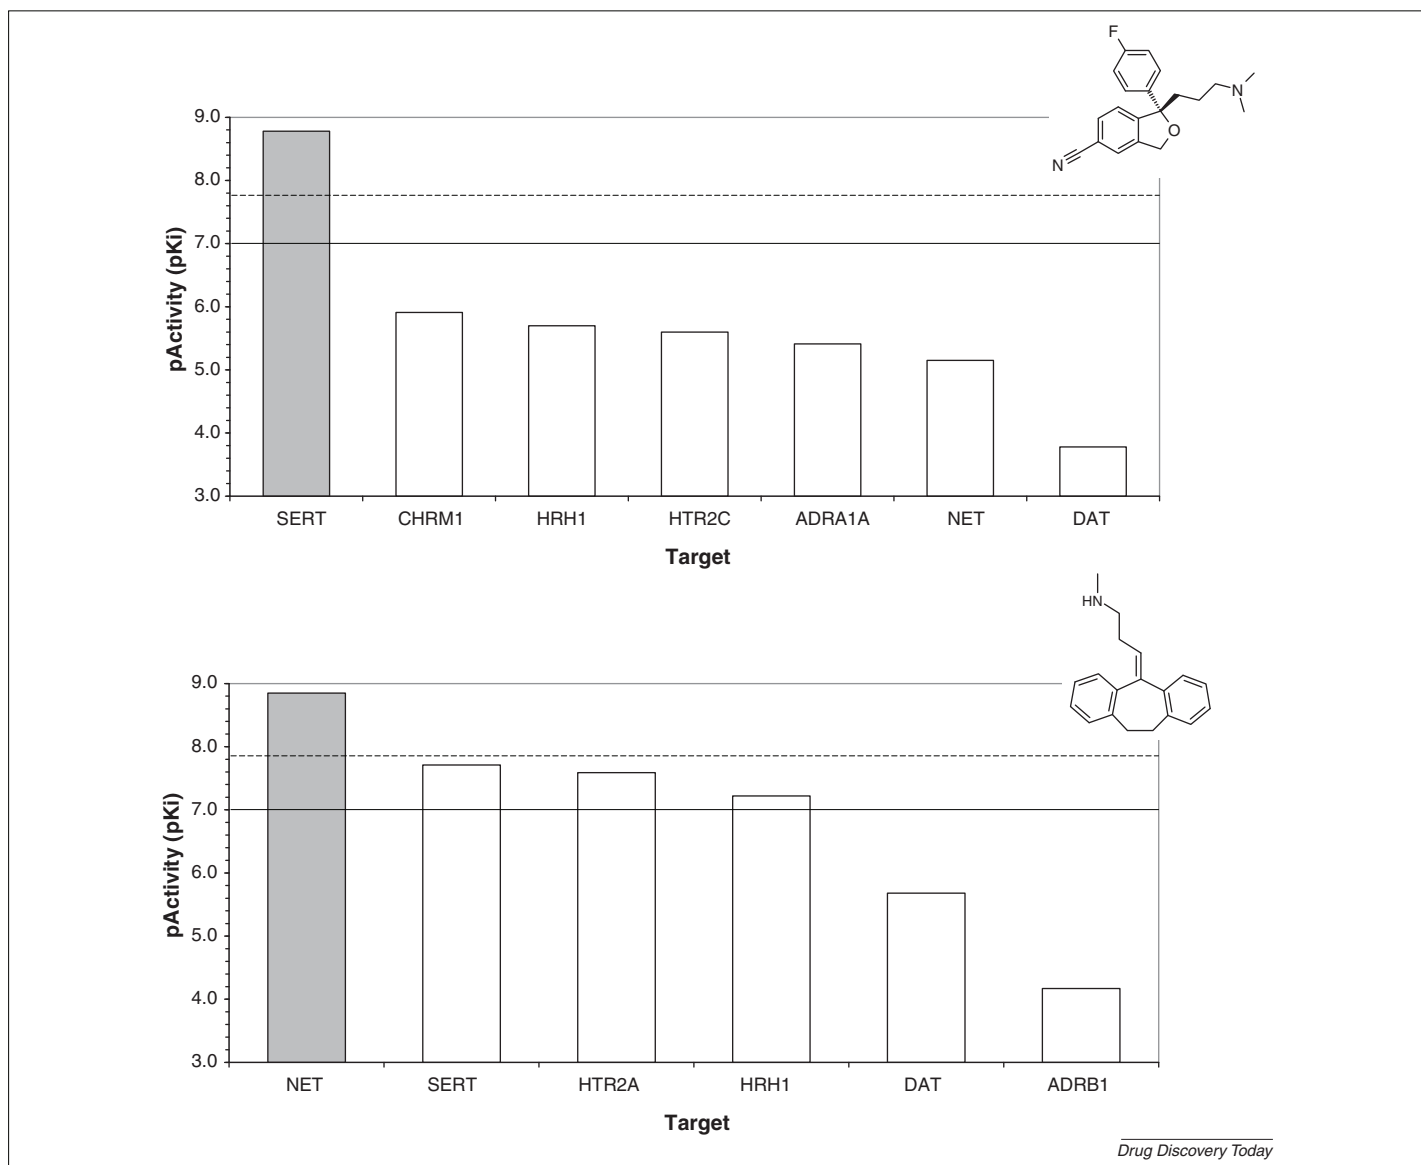 F
N
O
N
9.0
8.0
7.0
6.0
5.0
4.0
3.0
pActivity (pKi)
SERT CHRM1 HRH1 HTR2C ADRA1A NET DAT
Target
HN
9.0
8.0
7.0
6.0
5.0
4.0
3.0
pActivity (pKi)
NET SERT HTR2A HRH1 DAT ADRB1
Target
Drug Discovery Today